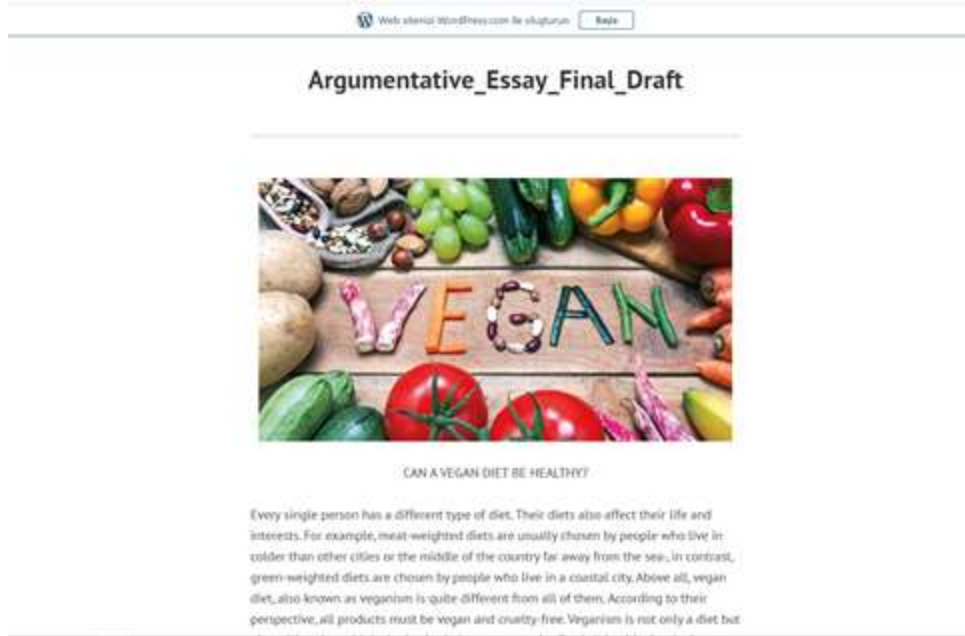 Web sitenizi WordPress.com ile oluşturun
Başla
Argumentative_Essay_Final_Draft
VEGAN
CAN A VEGAN DIET BE HEALTHY?
Every single person has a different type of diet. Their diets also affect their life and
interests. For example, meat-weighted diets are usually chosen by people who live in
colder than other cities or the middle of the country far away from the sea., in contrast,
green-weighted diets are chosen by people who live in a coastal city. Above all, vegan
diet, also known as veganism is quite different from all of them. According to their
perspective, all products must be vegan and cruelty-free. Veganism is not only a diet but